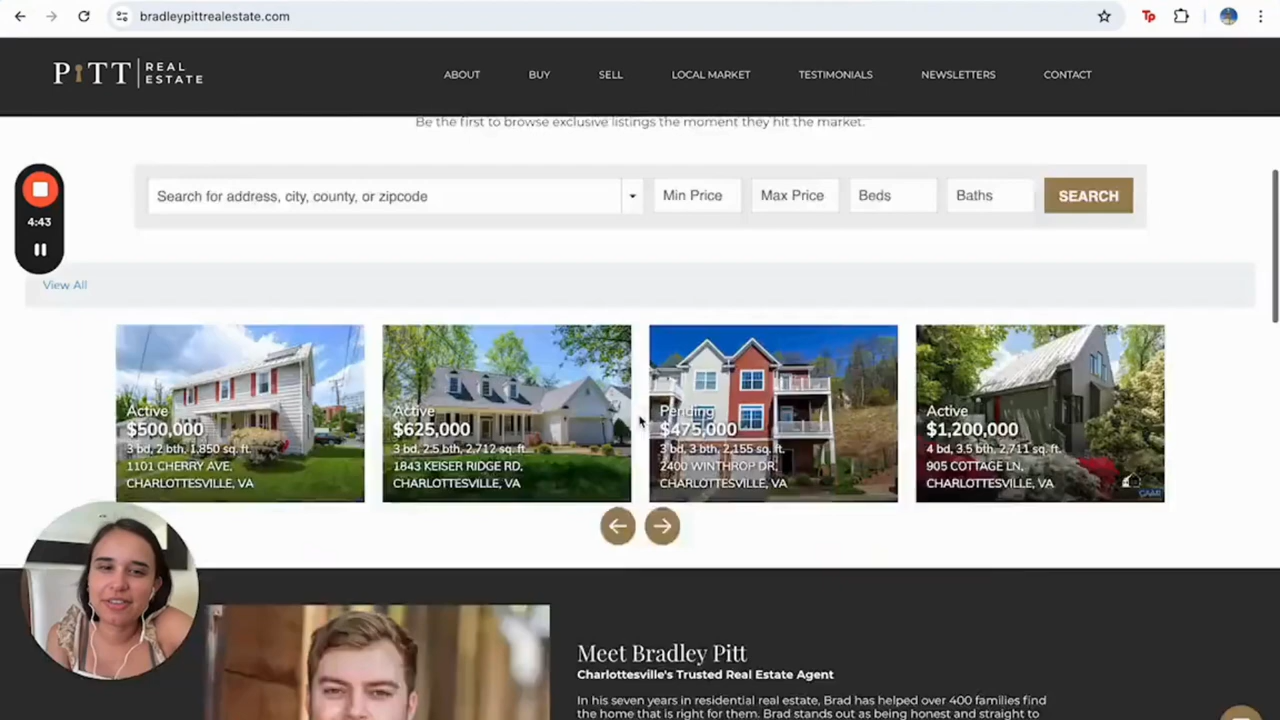 bradleypittrealestate.com
PITT REAL ESTATE
ABOUT BUY SELL LOCAL MARKET TESTIMONIALS NEWSLETTERS CONTACT
Be the first to browse exclusive listings the moment they hit the market.
Search for address, city, county, or zipcode Min Price Max Price Beds Baths SEARCH
4:43
View All
Active
$500,000
3 bd, 2 bth, 1,850 sq. ft.
1101 CHERRY AVE,
CHARLOTTESVILLE, VA
Active
$625,000
3 bd, 2.5 bth, 2,712 sq. ft.
1843 KEISER RIDGE RD,
CHARLOTTESVILLE, VA
Pending
$475,000
3 bd, 3 bth, 2,155 sq. ft.
2400 WINTHROP DR,
CHARLOTTESVILLE, VA
Active
$1,200,000
4 bd, 3.5 bth, 2,711 sq. ft.
905 COTTAGE LN,
CHARLOTTESVILLE, VA
CAAR
Meet Bradley Pitt
Charlottesville's Trusted Real Estate Agent
In his seven years in residential real estate, Brad has helped over 400 families find
the home that is right for them. Brad stands out as being honest and straight to